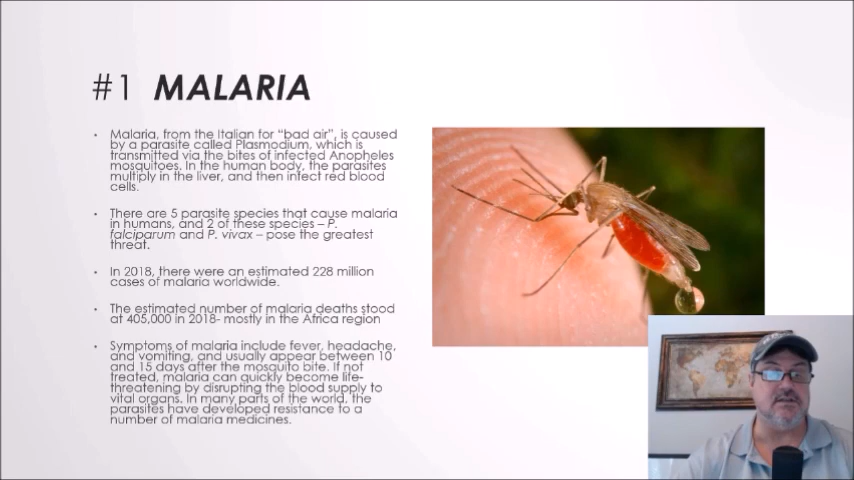 #1 MALARIA
Malaria, from the Italian for "bad air", is caused
by a parasite called Plasmodium, which is
transmitted via the bites of infected Anopheles
mosquitoes. In the human body, the parasites
multiply in the liver, and then infect red blood
cells.
There are 5 parasite species that cause malaria
in humans, and 2 of these species – P.
falciparum and P. vivax – pose the greatest
threat.
In 2018, there were an estimated 228 million
cases of malaria worldwide.
The estimated number of malaria deaths stood
at 405,000 in 2018- mostly in the Africa region
Symptoms of malaria include fever, headache,
and vomiting, and usually appear between 10
and 15 days after the mosquito bite. If not
treated, malaria can quickly become life-
threatening by disrupting the blood supply to
vital organs. In many parts of the world, the
parasites have developed resistance to a
number of malaria medicines.